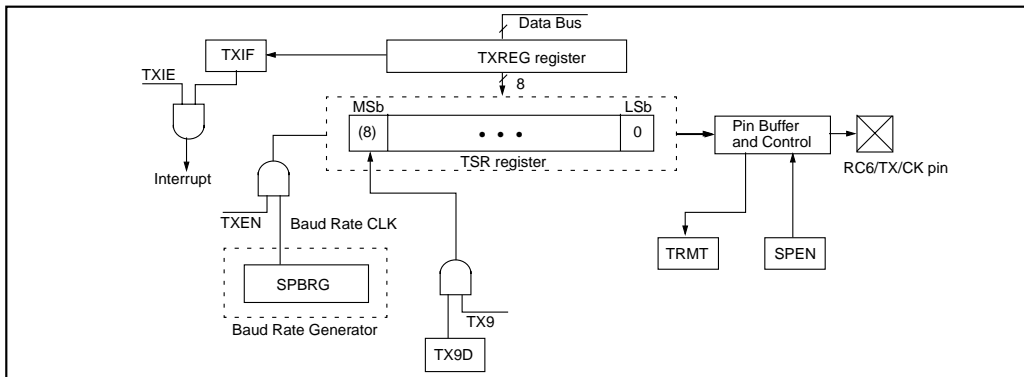 Data Bus
TXIF
TXREG register
TXIE
8
MSb
LSb
(8)
• • •
0
Pin Buffer
and Control
TSR register
RC6/TX/CK pin
Interrupt
TXEN
Baud Rate CLK
TRMT
SPEN
SPBRG
TX9
Baud Rate Generator
TX9D